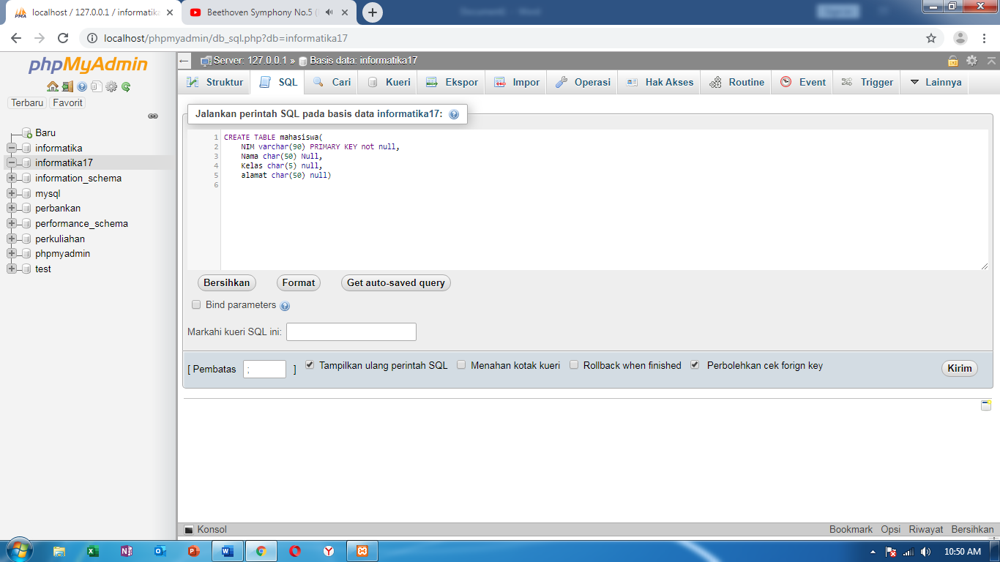 localhost / 127.0.0.1 / informatika
Beethoven Symphony No.5 (
localhost/phpmyadmin/db_sql.php?db=informatika17
phpMyAdmin
Terbaru Favorit
Baru
informatika
informatika17
information_schema
mysql
perbankan
performance_schema
perkuliahan
phpmyadmin
test
Server: 127.0.0.1 » Basis data: informatika17
Struktur SQL Cari Kueri Ekspor Impor Operasi Hak Akses Routine Event Trigger Lainnya
Jalankan perintah SQL pada basis data informatika17:
1 CREATE TABLE mahasiswa(
2 NIM varchar(90) PRIMARY KEY not null,
3 Nama char(50) Null,
4 Kelas char(5) null,
5 alamat char(50) null)
6
Bersihkan Format Get auto-saved query
Bind parameters
Markahi kueri SQL ini:
[ Pembatas ; ] Tampilkan ulang perintah SQL Menahan kotak kueri Rollback when finished Perbolehkan cek forign key Kirim
Konsol Bookmark Opsi Riwayat Bersihkan
10:50 AM